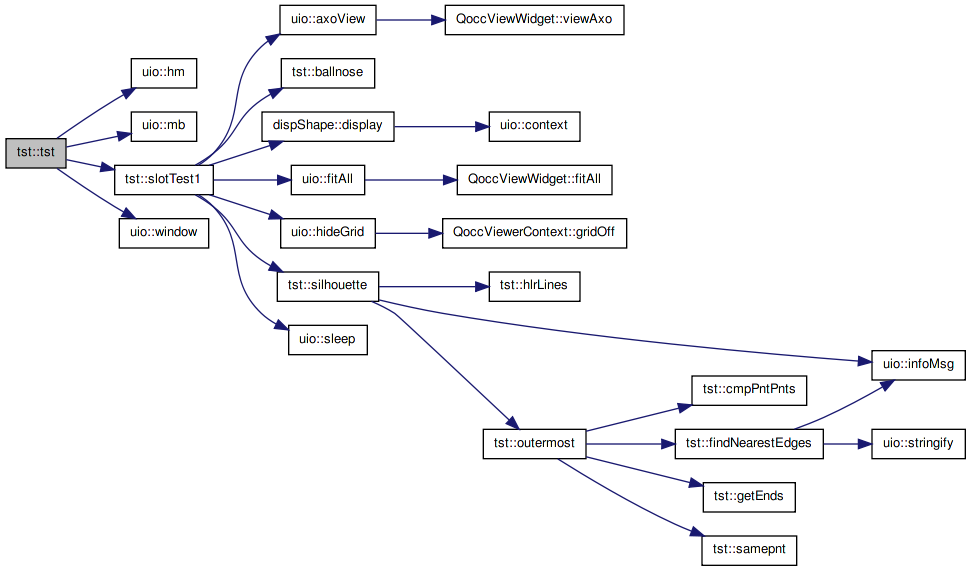 uio::axoView
QoccViewWidget::viewAxo
uio::hm
tst::ballnose
uio::mb
dispShape::display
uio::context
tst::tst
tst::slotTest1
uio::fitAll
QoccViewWidget::fitAll
uio::window
uio::hideGrid
QoccViewerContext::gridOff
tst::silhouette
tst::hlrLines
uio::sleep
uio::infoMsg
tst::cmpPntPnts
tst::outermost
tst::findNearestEdges
uio::stringify
tst::getEnds
tst::samepnt